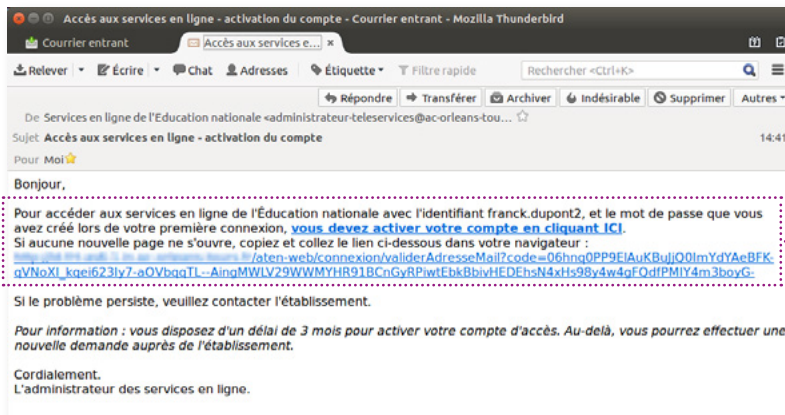 Accès aux services en ligne - activation du compte - Courrier entrant - Mozilla Thunderbird
Courrier entrant Accès aux services e... ×
Relever Écrire Chat Adresses Étiquette Filtre rapide Rechercher <Ctrl+K>
Répondre Transférer Archiver Indésirable Supprimer Autres
De Services en ligne de l'Education nationale <administrateur-teleservices@ac-orleans-tou...
Sujet Accès aux services en ligne - activation du compte 14:41
Pour Moi
Bonjour,
Pour accéder aux services en ligne de l'Éducation nationale avec l'identifiant franck.dupont2, et le mot de passe que vous
avez créé lors de votre première connexion, vous devez activer votre compte en cliquant ICI.
Si aucune nouvelle page ne s'ouvre, copiez et collez le lien ci-dessous dans votre navigateur :
/aten-web/connexion/validerAdresseMail?code=06hnq0PP9ElAuKBuJjQ0ImYdYAeBFK-
qVNoXI_kqei623Iy7-aOVbqqTL--AingMWLV29WWMYHR91BCnGyRPiwtEbkBbivHEDEhsN4xHs98y4w4gFQdfPMIY4m3boyG-
Si le problème persiste, veuillez contacter l'établissement.
Pour information : vous disposez d'un délai de 3 mois pour activer votre compte d'accès. Au-delà, vous pourrez effectuer une
nouvelle demande auprès de l'établissement.
Cordialement.
L'administrateur des services en ligne.